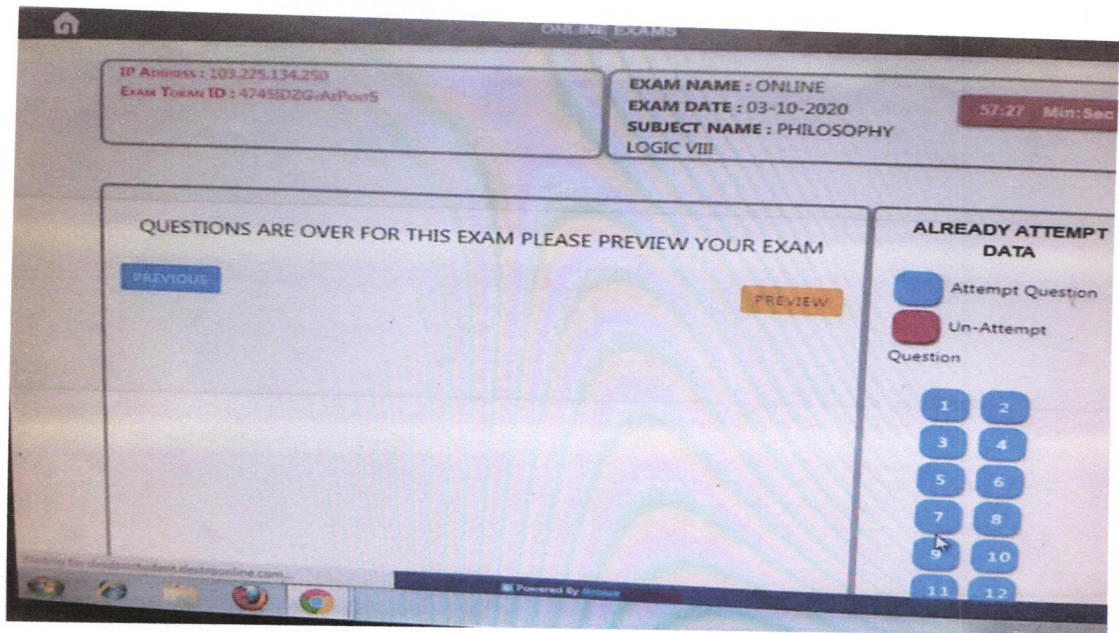 ONLINE EXAMS
IP Address : 103.225.134.250
Exam Token ID :
EXAM NAME : ONLINE
EXAM DATE : 03-10-2020
SUBJECT NAME : PHILOSOPHY
LOGIC VIII
57:27 Min:Sec
QUESTIONS ARE OVER FOR THIS EXAM PLEASE PREVIEW YOUR EXAM
PREVIOUS
PREVIEW
ALREADY ATTEMPT
DATA
Attempt Question
Un-Attempt
Question
1 2
3 4
5 6
7 8
9 10
11 12
Powered By